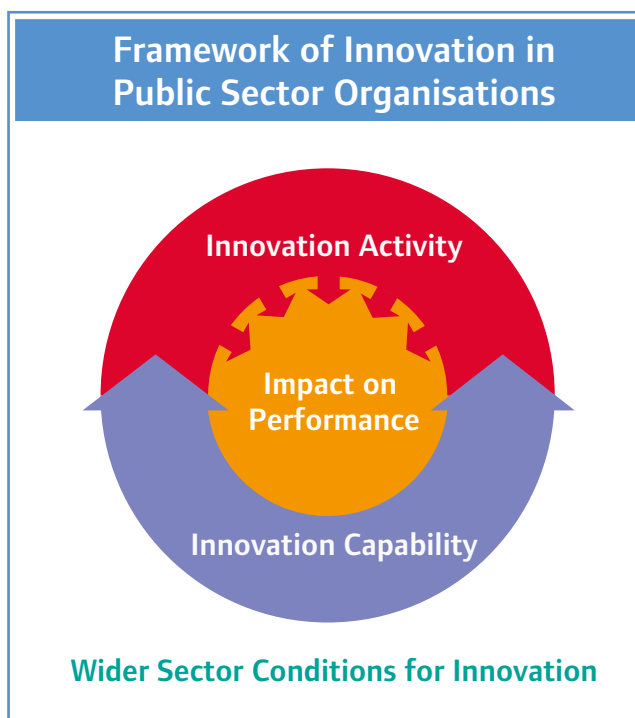 Framework of Innovation in
Public Sector Organisations
Innovation Activity
Impact on
Performance
Innovation Capability
Wider Sector Conditions for Innovation